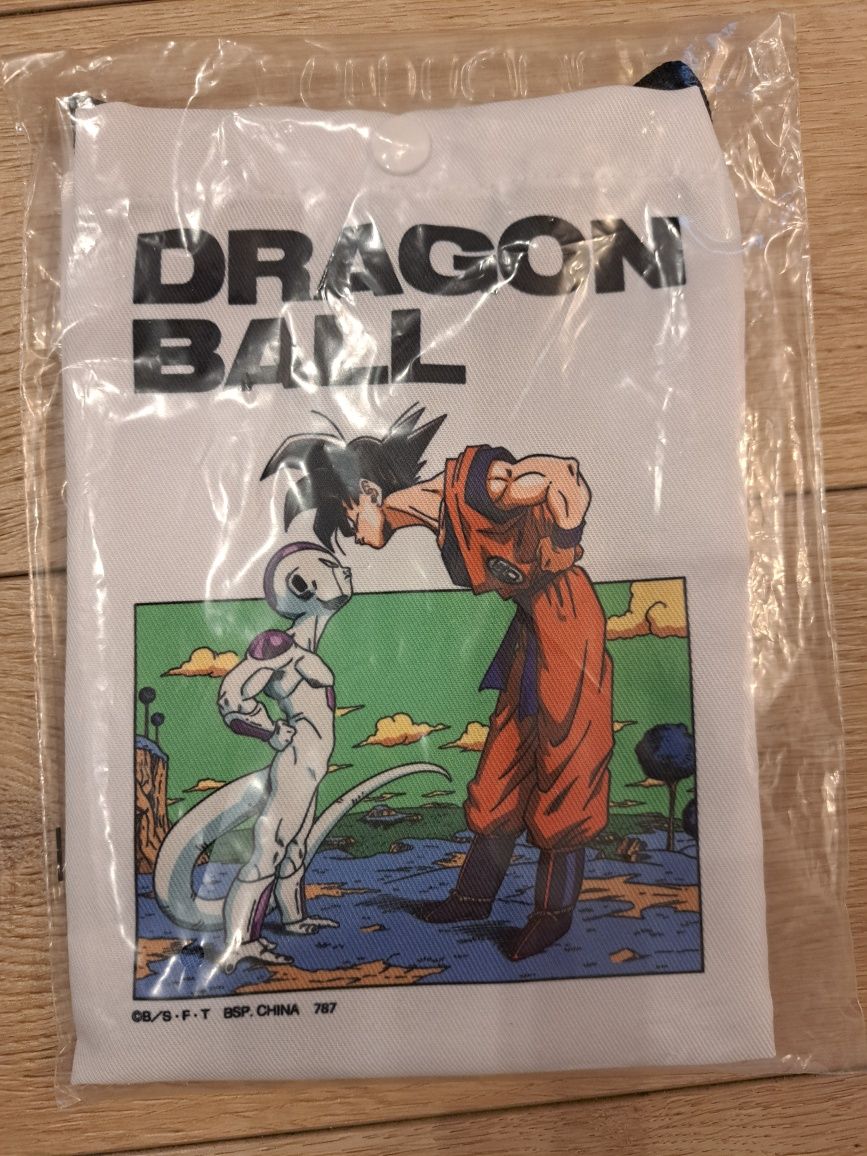 DRAGON
BALL
©B/S・F・T BSP. CHINA 787